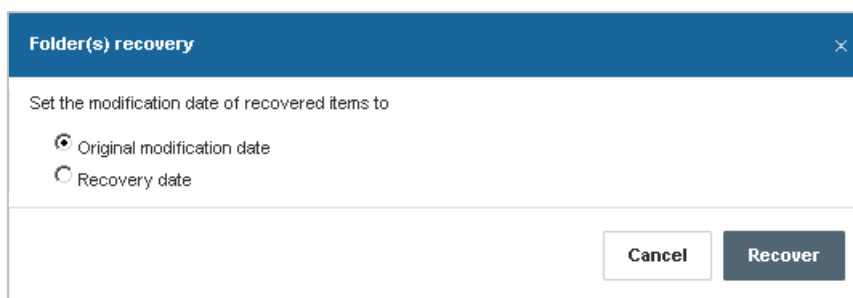 Folder(s) recovery
Set the modification date of recovered items to
Original modification date
Recovery date
Cancel Recover